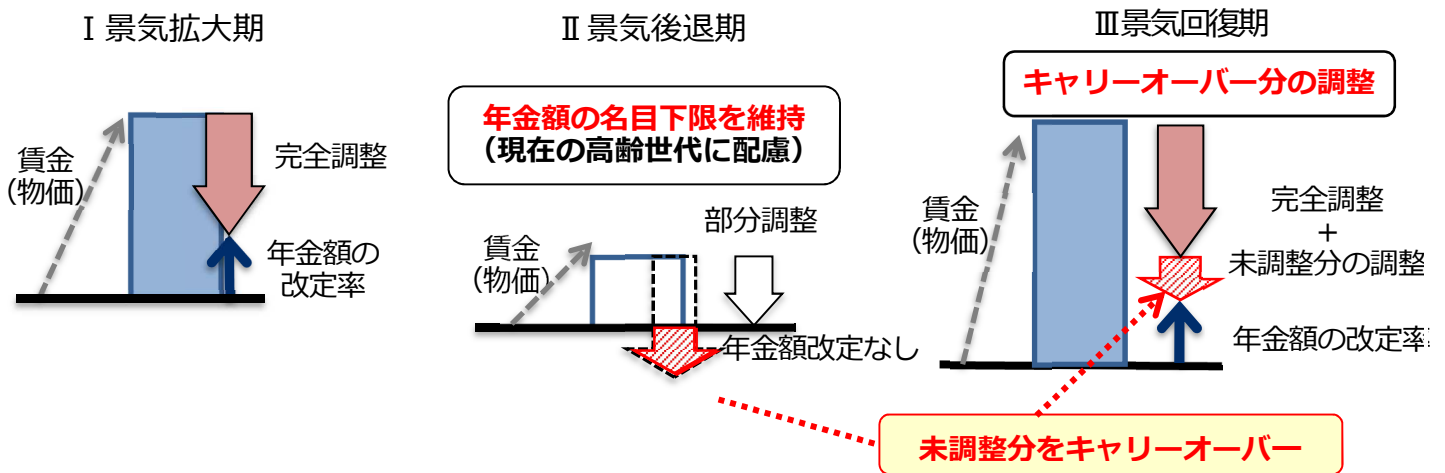 Ⅰ 景気拡大期
賃金
（物価）
完全調整
年金額の
改定率
Ⅱ 景気後退期
年金額の名目下限を維持
（現在の高齢世代に配慮）
賃金
（物価）
部分調整
年金額改定なし
Ⅲ景気回復期
キャリーオーバー分の調整
賃金
（物価）
完全調整
+
未調整分の調整
年金額の改定率
未調整分をキャリーオーバー